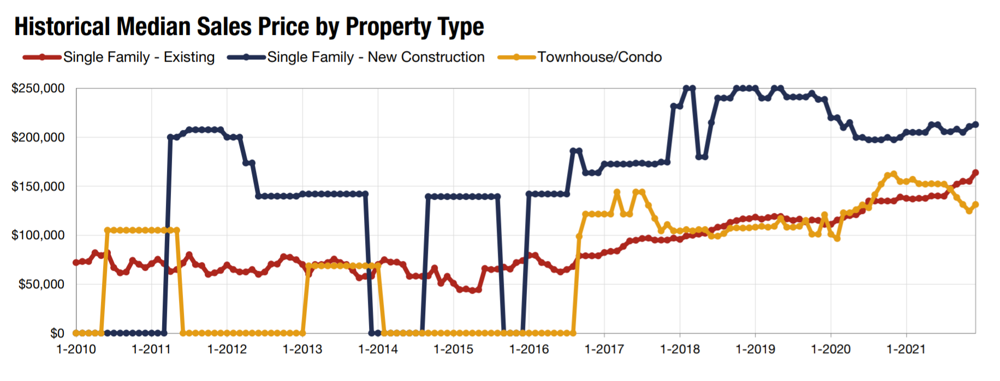 Historical Median Sales Price by Property Type
Single Family - Existing Single Family - New Construction Townhouse/Condo
$250,000
$200,000
$150,000
$100,000
$50,000
$0
1-2010 1-2011 1-2012 1-2013 1-2014 1-2015 1-2016 1-2017 1-2018 1-2019 1-2020 1-2021